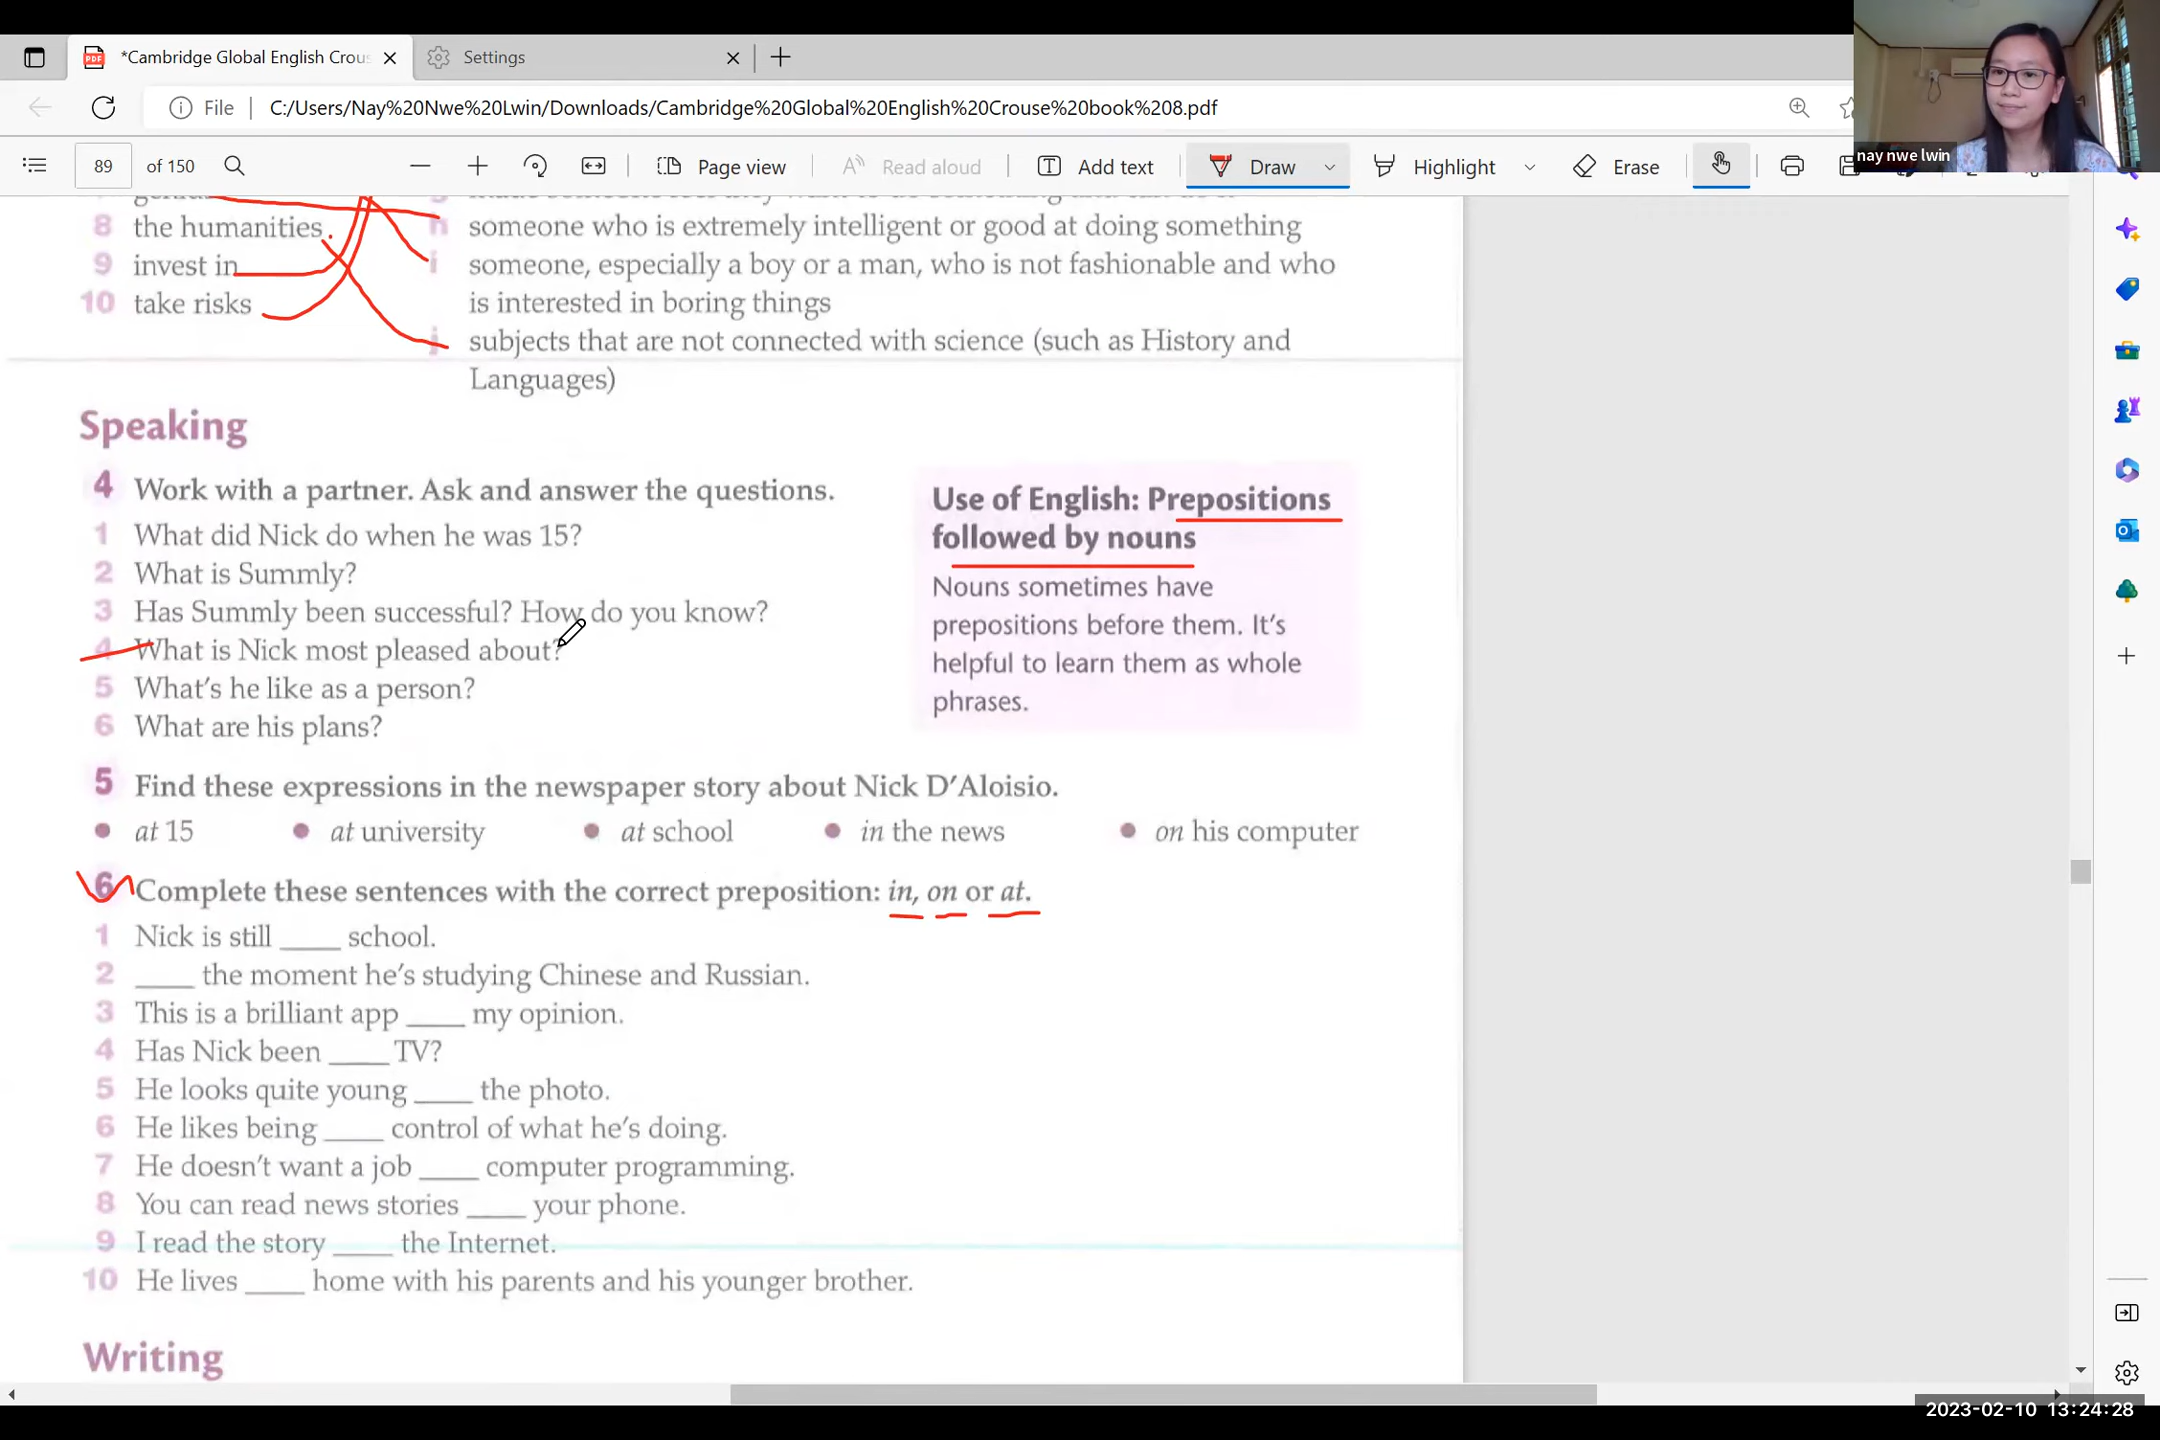 *Cambridge Global English Crous
Settings
File
C:/Users/Nay%20Nwe%20Lwin/Downloads/Cambridge%20Global%20English%20Crouse%20book%208.pdf
nay nwe lwin
89 of 150
Page view
Read aloud
Add text
Draw
Highlight
Erase
8 the humanities
h someone who is extremely intelligent or good at doing something
9 invest in
i someone, especially a boy or a man, who is not fashionable and who
10 take risks
is interested in boring things
j subjects that are not connected with science (such as History and
Languages)
Speaking
4 Work with a partner. Ask and answer the questions.
1 What did Nick do when he was 15?
2 What is Summly?
3 Has Summly been successful? How do you know?
4 What is Nick most pleased about?
5 What's he like as a person?
6 What are his plans?
Use of English: Prepositions
followed by nouns
Nouns sometimes have
prepositions before them. It's
helpful to learn them as whole
phrases.
5 Find these expressions in the newspaper story about Nick D'Aloisio.
• at 15 • at university • at school • in the news • on his computer
6 Complete these sentences with the correct preposition: in, on or at.
1 Nick is still ____ school.
2 ____ the moment he's studying Chinese and Russian.
3 This is a brilliant app ____ my opinion.
4 Has Nick been ____ TV?
5 He looks quite young ____ the photo.
6 He likes being ____ control of what he's doing.
7 He doesn't want a job ____ computer programming.
8 You can read news stories ____ your phone.
9 I read the story ____ the Internet.
10 He lives ____ home with his parents and his younger brother.
Writing
2023-02-10 13:24:28